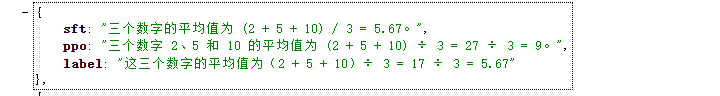 - {
sft: "三个数字的平均值为 (2 + 5 + 10) / 3 = 5.67。",
ppo: "三个数字 2、5 和 10 的平均值为 (2 + 5 + 10) ÷ 3 = 27 ÷ 3 = 9。",
label: "这三个数字的平均值为（2 + 5 + 10）÷ 3 = 17 ÷ 3 = 5.67"
},